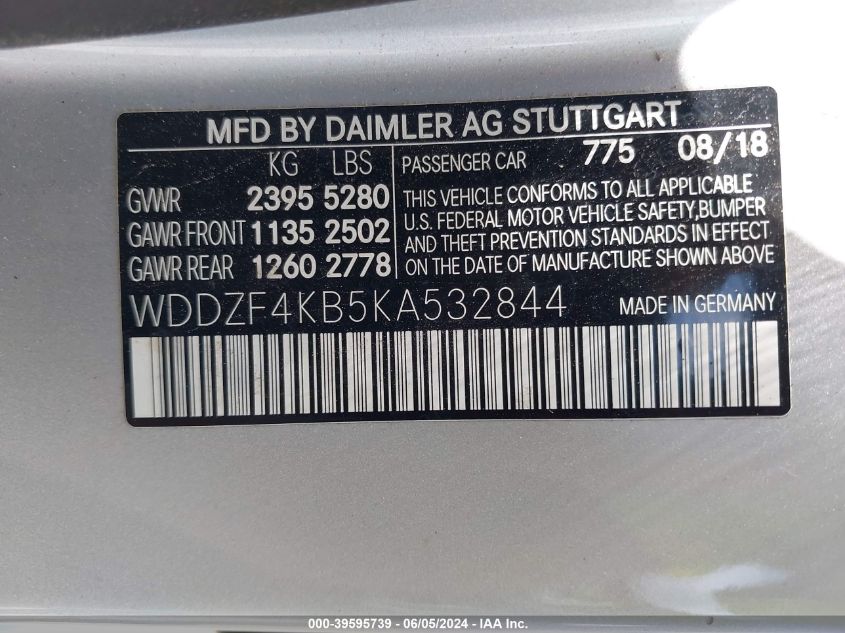 MFD BY DAIMLER AG STUTTGART
KG LBS
GVWR 2395 5280
GAWR FRONT 1135 2502
GAWR REAR 1260 2778
PASSENGER CAR 775 08/18
THIS VEHICLE CONFORMS TO ALL APPLICABLE
U.S. FEDERAL MOTOR VEHICLE SAFETY,BUMPER
AND THEFT PREVENTION STANDARDS IN EFFECT
ON THE DATE OF MANUFACTURE SHOWN ABOVE
WDDZF4KB5KA532844 MADE IN GERMANY
000-39595739 - 06/05/2024 - IAA Inc.